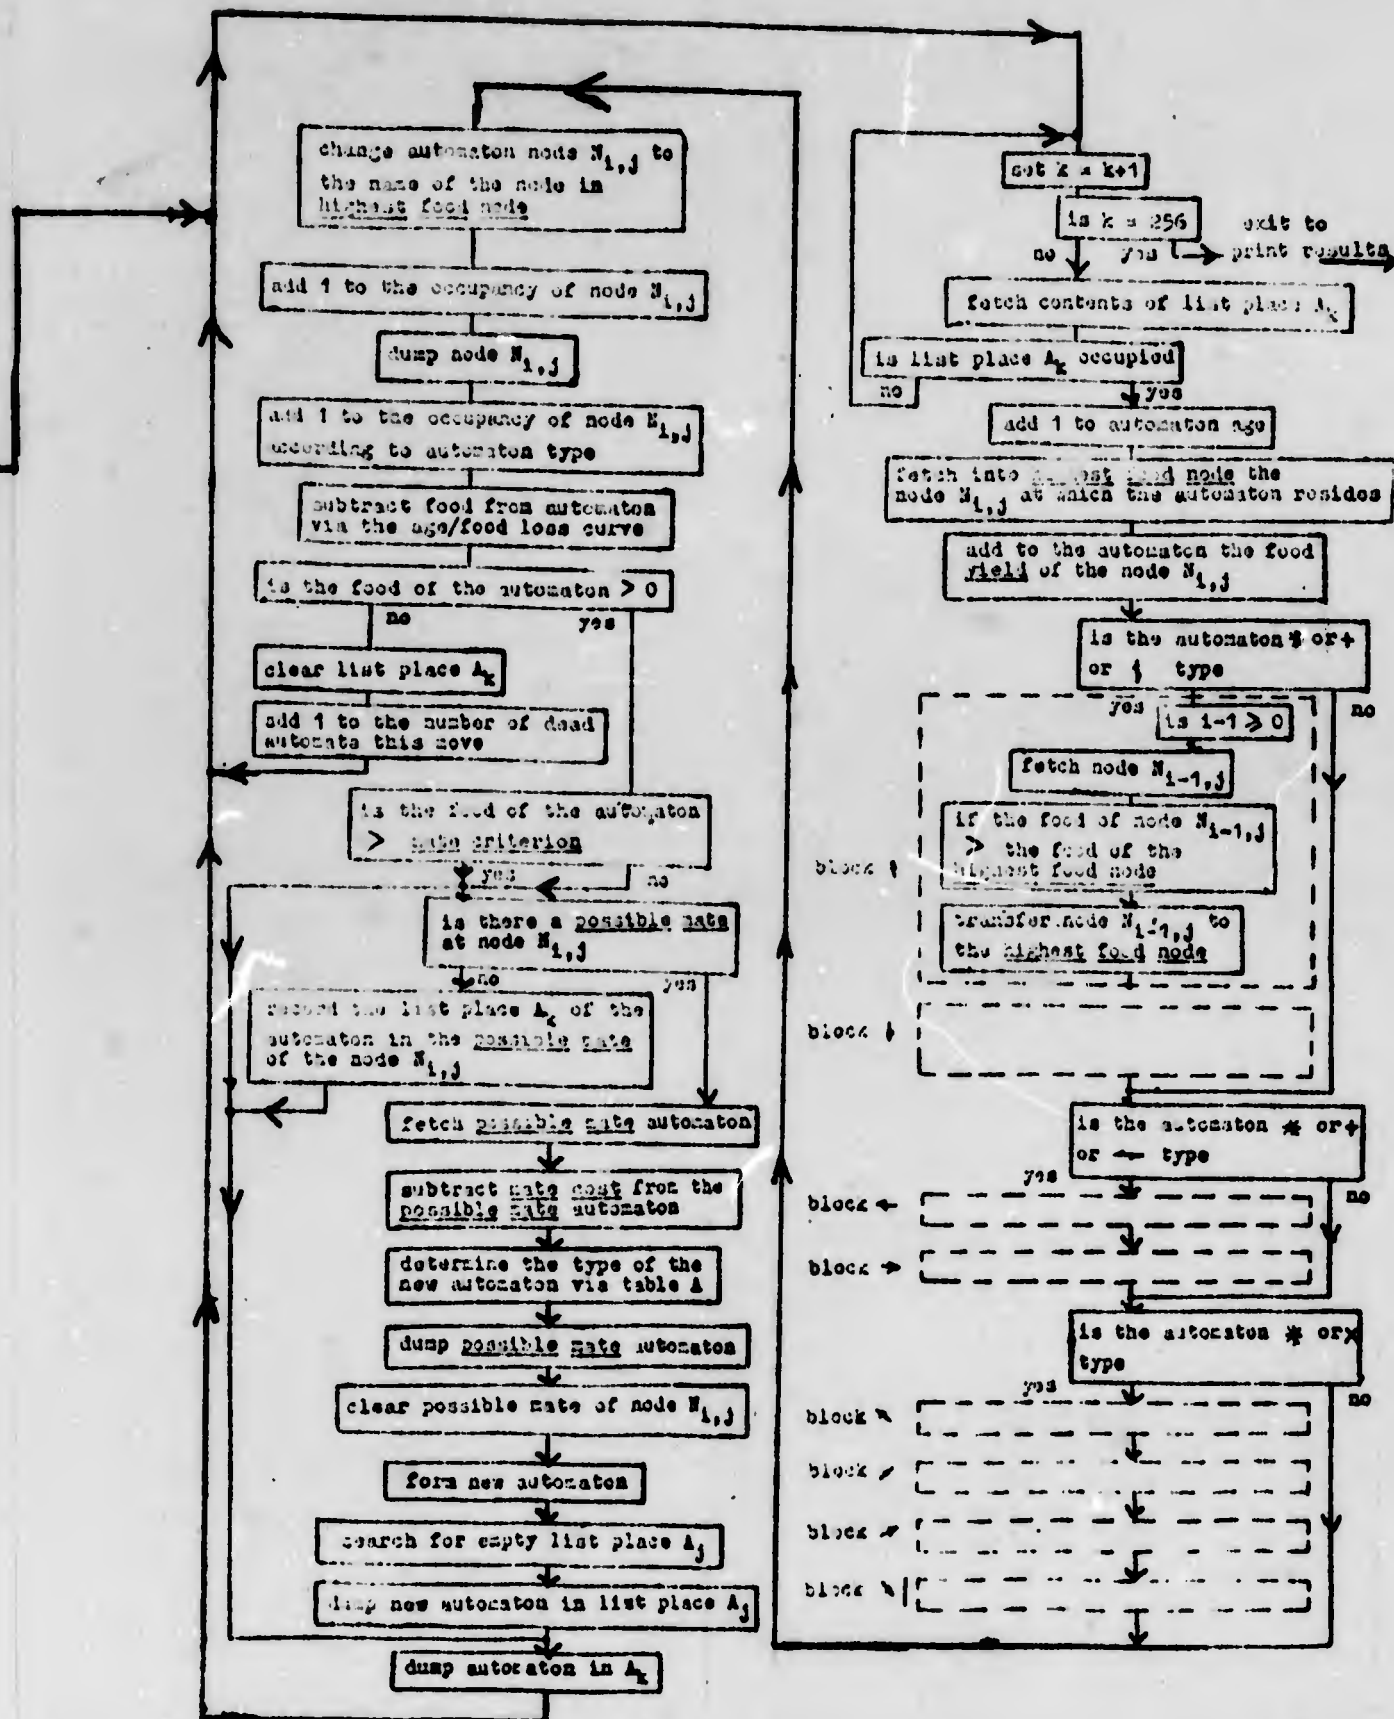 change automaton node N i,j to
the name of the node in
highest food node
add 1 to the occupancy of node N i,j
dump node N i,j
add 1 to the occupancy of node N i,j
according to automaton type
subtract food from automaton
via the age/food loss curve
is the food of the automaton > 0
no yes
clear list place A k
add 1 to the number of dead
automata this move
is the food of the automaton
> mate criterion
yes no
is there a possible mate
at node N i,j
no yes
record the list place A k of the
automaton in the possible mate
of the node N i,j
fetch possible mate automaton
subtract mate cost from the
possible mate automaton
determine the type of the
new automaton via table A
dump possible mate automaton
clear possible mate of node N i,j
form new automaton
search for empty list place A j
dump new automaton in list place A j
dump automaton in A k
set k = k+1
is k = 256
exit to
no yes print results
fetch contents of list place A k
is list place A k occupied
no yes
add 1 to automaton age
fetch into highest food node the
node N i,j at which the automaton resides
add to the automaton the food
yield of the node N i,j
is the automaton * or +
or type
yes no
is i-1 ⩾ 0
fetch node N i-1,j
if the food of node N i-1,j
> the food of the
highest food node
block
transfer node N i-1,j to
the highest food node
block
is the automaton * or +
or ← type
yes no
block ←
block →
is the automaton * or x
type
yes no
block
block
block
block